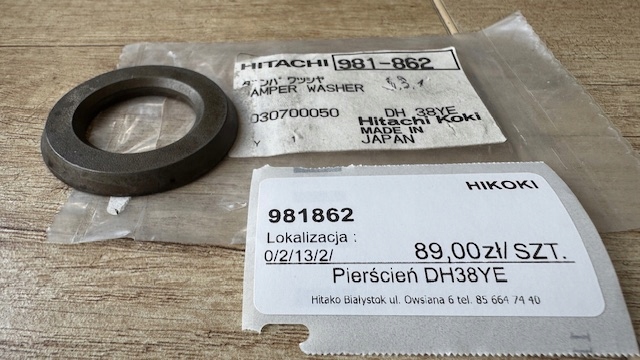 HITACHI 981-862
ダンパ ワッシヤ
DAMPER WASHER
030700050 DH 38YE
Hitachi Koki
MADE IN
JAPAN
Y 1
HIKOKI
981862
Lokalizacja :
0/2/13/2/ 89,00zł/ SZT.
Pierścień DH38YE
Hitako Białystok ul. Owsiana 6 tel. 85 664 74 40